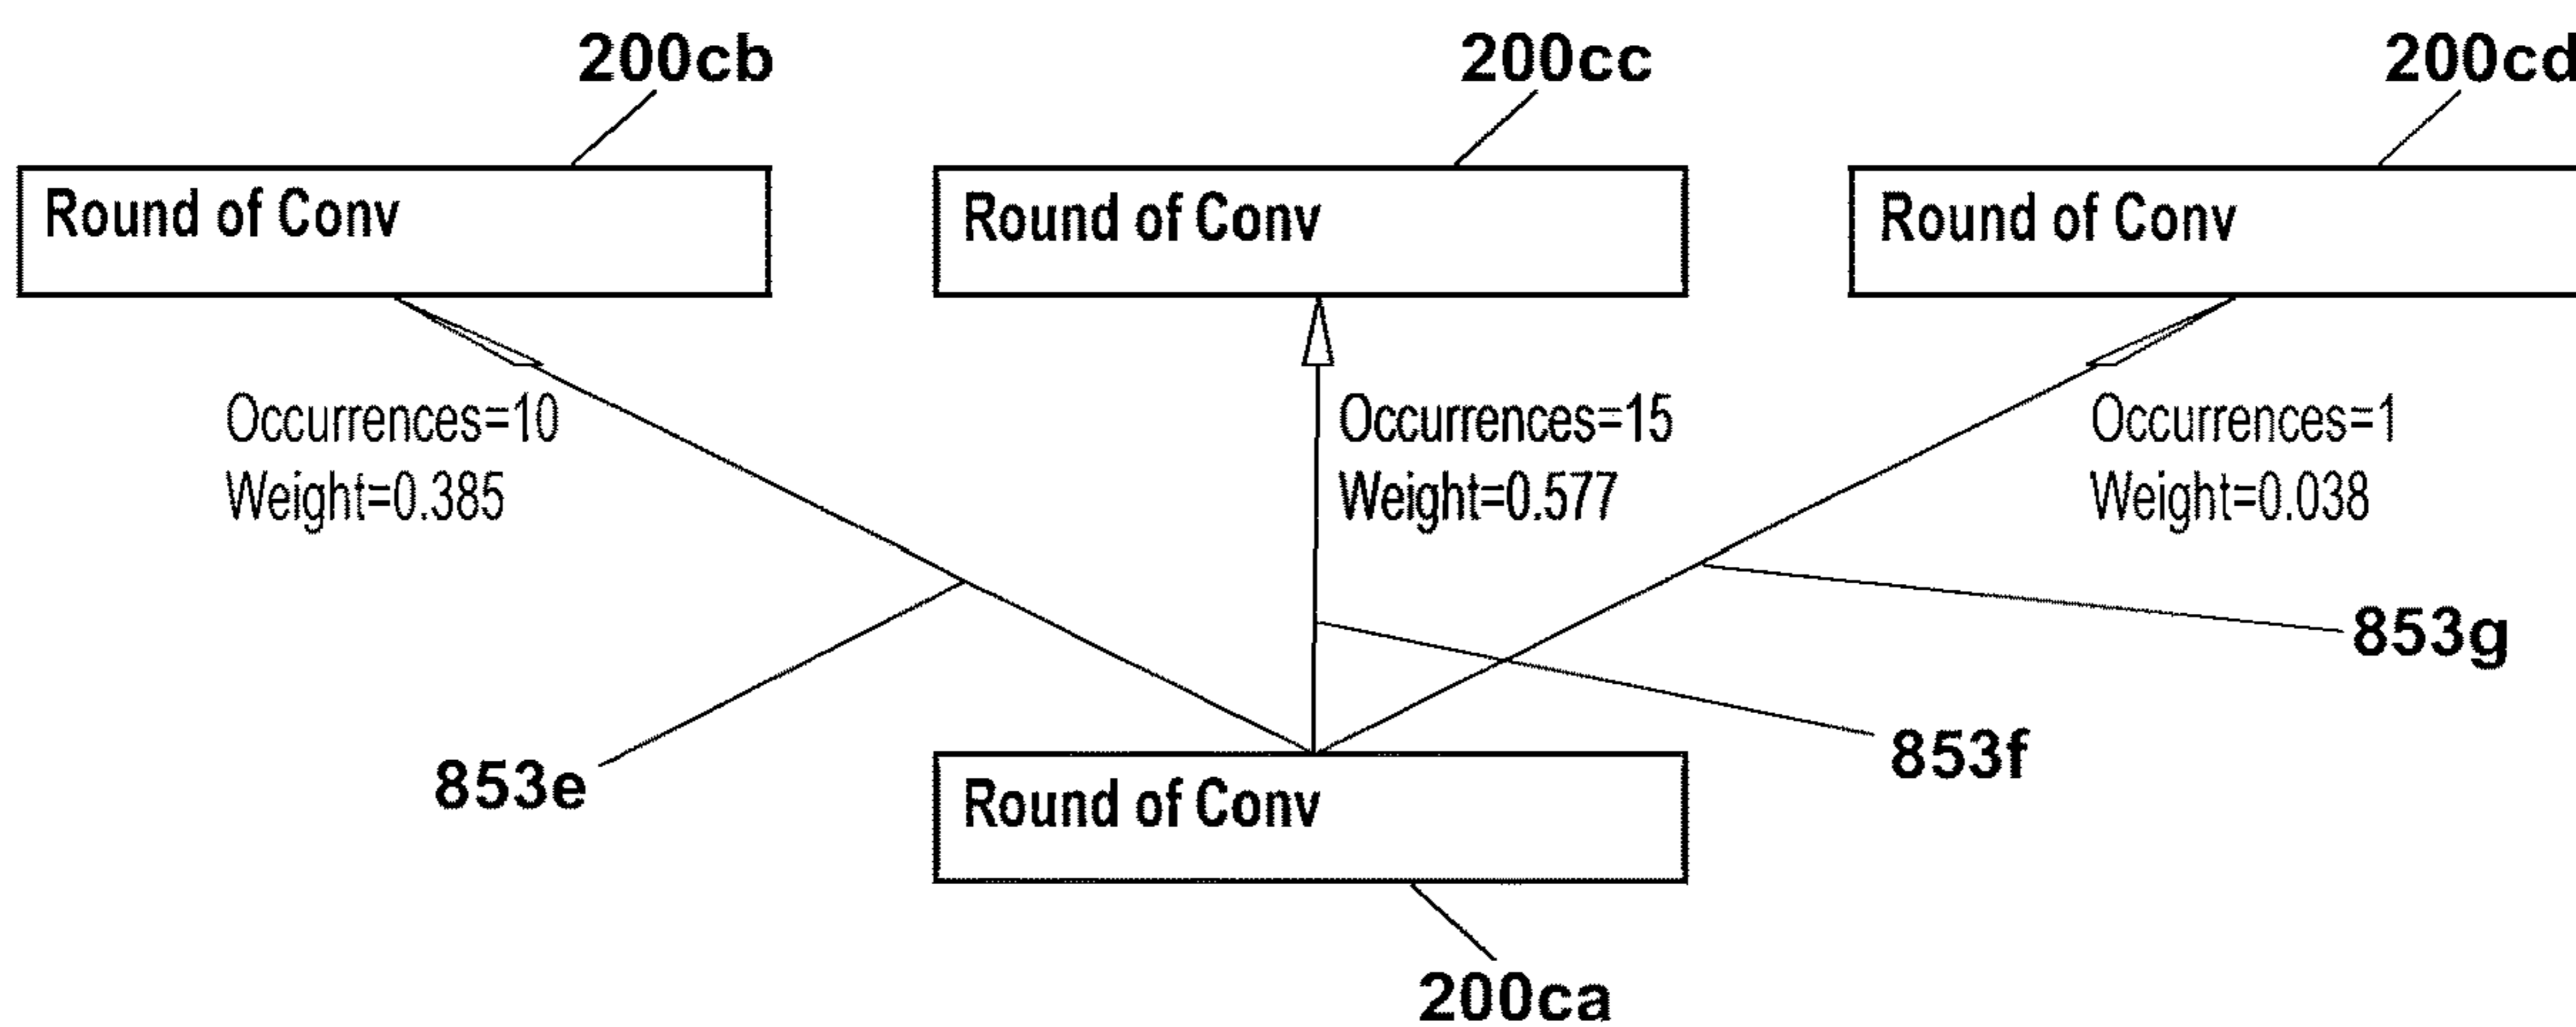 200cb
200cc
200cd
Round of Conv
Round of Conv
Round of Conv
Occurrences=10
Weight=0.385
Occurrences=15
Weight=0.577
Occurrences=1
Weight=0.038
853g
853f
853e
Round of Conv
200ca